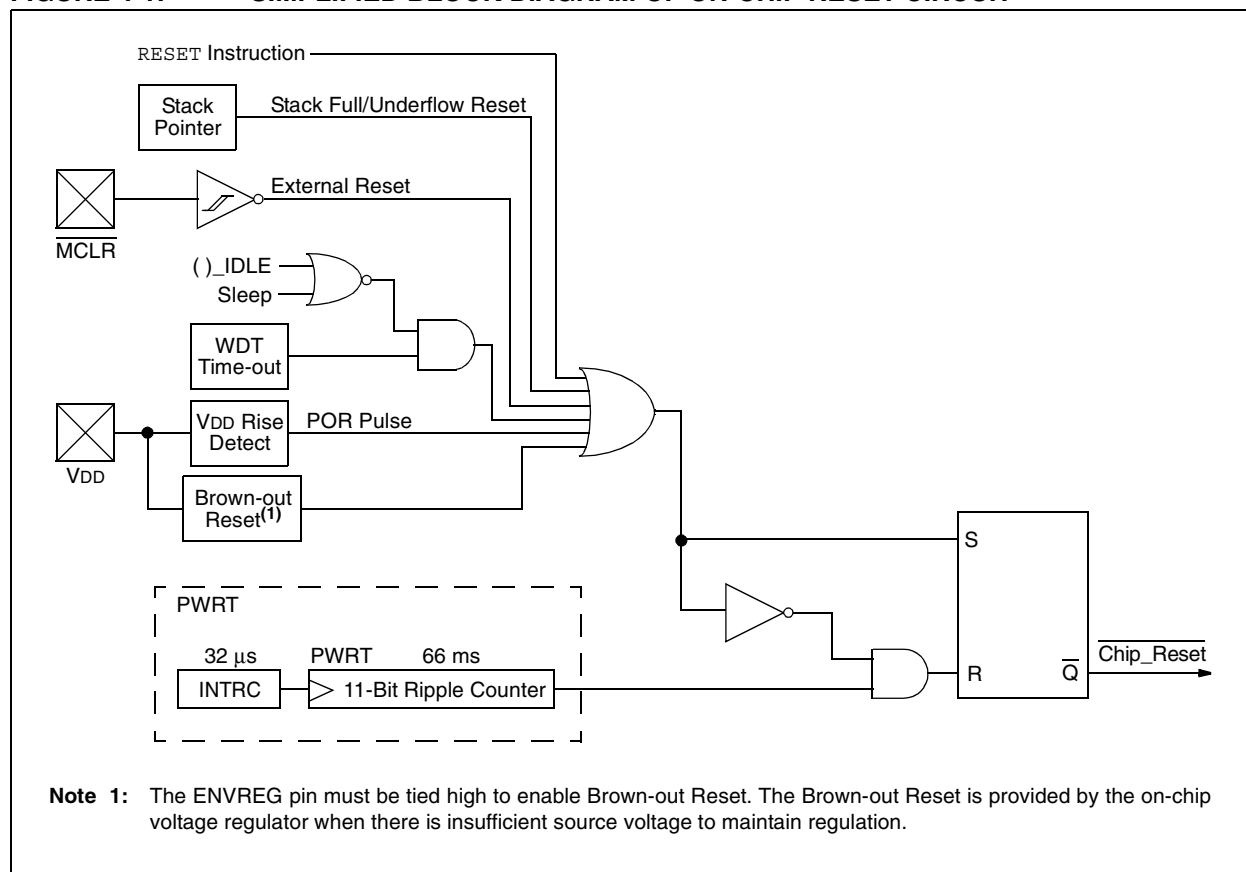 RESET Instruction
Stack
Pointer
Stack Full/Underflow Reset
External Reset
MCLR
( )_IDLE
Sleep
WDT
Time-out
VDD Rise
Detect
POR Pulse
VDD
Brown-out
Reset(1)
S
PWRT
32 μs
PWRT
66 ms
INTRC
11-Bit Ripple Counter
R
Q
Chip_Reset
Note 1: The ENVREG pin must be tied high to enable Brown-out Reset. The Brown-out Reset is provided by the on-chip
voltage regulator when there is insufficient source voltage to maintain regulation.